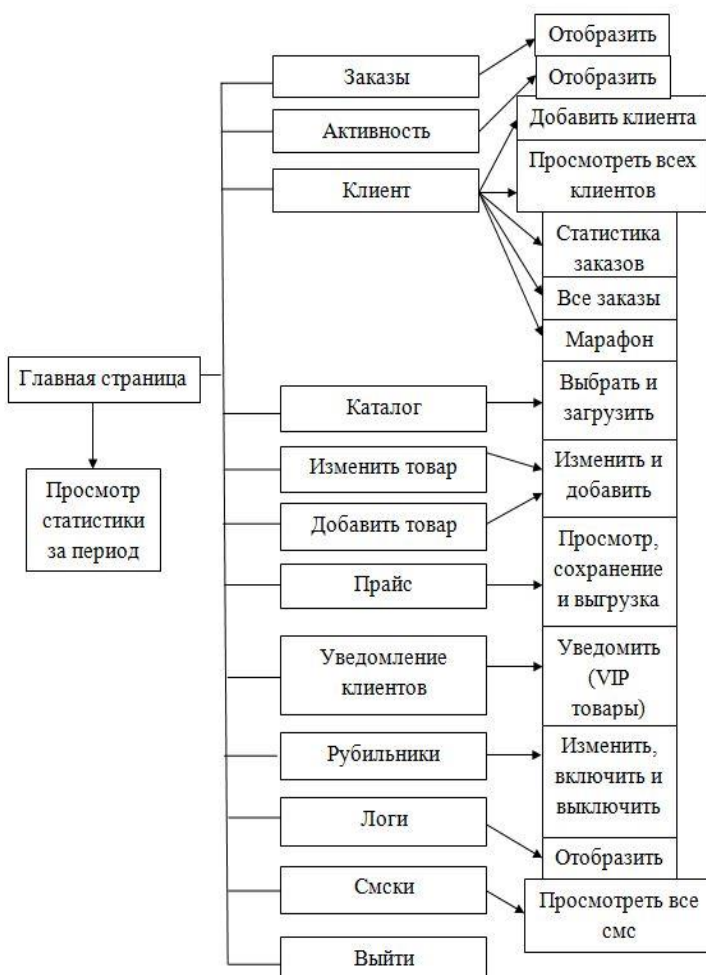 Отобразить
Заказы
Отобразить
Активность
Добавить клиента
Клиент
Просмотреть всех
клиентов
Статистика
заказов
Все заказы
Марафон
Главная страница
Просмотр
статистики
за период
Каталог
Выбрать и
загрузить
Изменить товар
Добавить товар
Изменить и
добавить
Прайс
Просмотр,
сохранение
и выгрузка
Уведомление
клиентов
Уведомить
(VIP
товары)
Рубильники
Изменить,
включить и
выключить
Логи
Отобразить
Смски
Просмотреть все
смс
Выйти